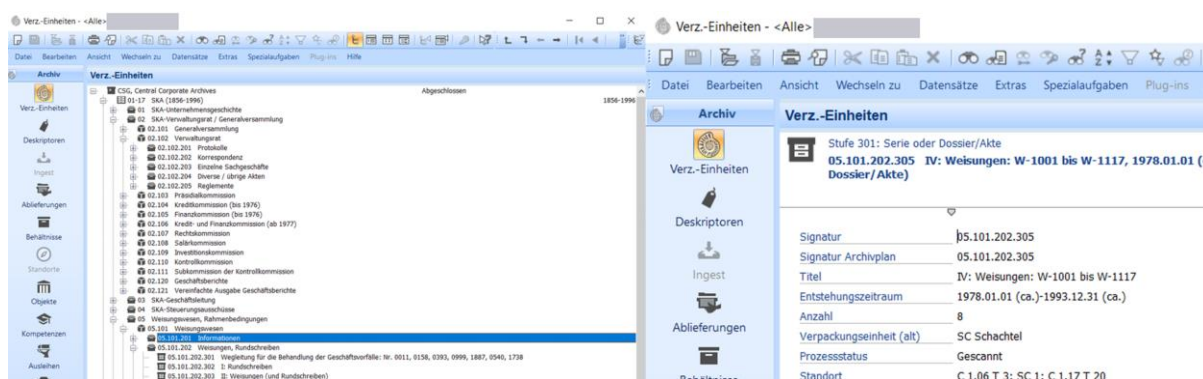 Verz.-Einheiten - <Alle>
Datei Bearbeiten Ansicht Wechseln zu Datensätze Extras Spezialaufgaben Plug-ins Hilfe
Archiv
Verz.-Einheiten
Deskriptoren
Ingest
Ablieferungen
Behältnisse
Standorte
Objekte
Kompetenzen
Ausleihen
Verz.-Einheiten
CSG, Central Corporate Archives Abgeschlossen
01-17 SKA (1856-1996) 1856-1996
01 SKA-Unternehmensgeschichte
02 SKA-Verwaltungsrat / Generalversammlung
02.101 Generalversammlung
02.102 Verwaltungsrat
02.102.201 Protokolle
02.102.202 Korrespondenz
02.102.203 Einzelne Sachgeschäfte
02.102.204 Diverse / übrige Akten
02.102.205 Reglemente
02.103 Präsidialkommission
02.104 Kreditkommission (bis 1976)
02.105 Finanzkommission (bis 1976)
02.106 Kredit- und Finanzkommission (ab 1977)
02.107 Rechtskommission
02.108 Salärkommission
02.109 Investitionskommission
02.110 Kontrollkommission
02.111 Subkommission der Kontrollkommission
02.120 Geschäftsberichte
02.121 Vereinfachte Ausgabe Geschäftsberichte
03 SKA-Geschäftsleitung
04 SKA-Steuerungsausschüsse
05 Weisungswesen, Rahmenbedingungen
05.101 Weisungswesen
05.101.201 Informationen
05.101.202 Weisungen, Rundschreiben
05.101.202.301 Wegleitung für die Behandlung der Geschäftsvorfälle: Nr. 0011, 0158, 0393, 0999, 1887, 0540, 1738
05.101.202.302 I: Rundschreiben
05.101.202.303 II: Weisungen (und Rundschreiben)
Verz.-Einheiten - <Alle>
Datei Bearbeiten Ansicht Wechseln zu Datensätze Extras Spezialaufgaben Plug-ins
Archiv
Verz.-Einheiten
Deskriptoren
Ingest
Ablieferungen
Behältnisse
Verz.-Einheiten
Stufe 301: Serie oder Dossier/Akte
05.101.202.305 IV: Weisungen: W-1001 bis W-1117, 1978.01.01 (
Dossier/Akte)
Signatur 05.101.202.305
Signatur Archivplan 05.101.202.305
Titel IV: Weisungen: W-1001 bis W-1117
Entstehungszeitraum 1978.01.01 (ca.)-1993.12.31 (ca.)
Anzahl 8
Verpackungseinheit (alt) SC Schachtel
Prozessstatus Gescannt
Standort C 1.06 T 3; SC 1; C 1.17 T 20